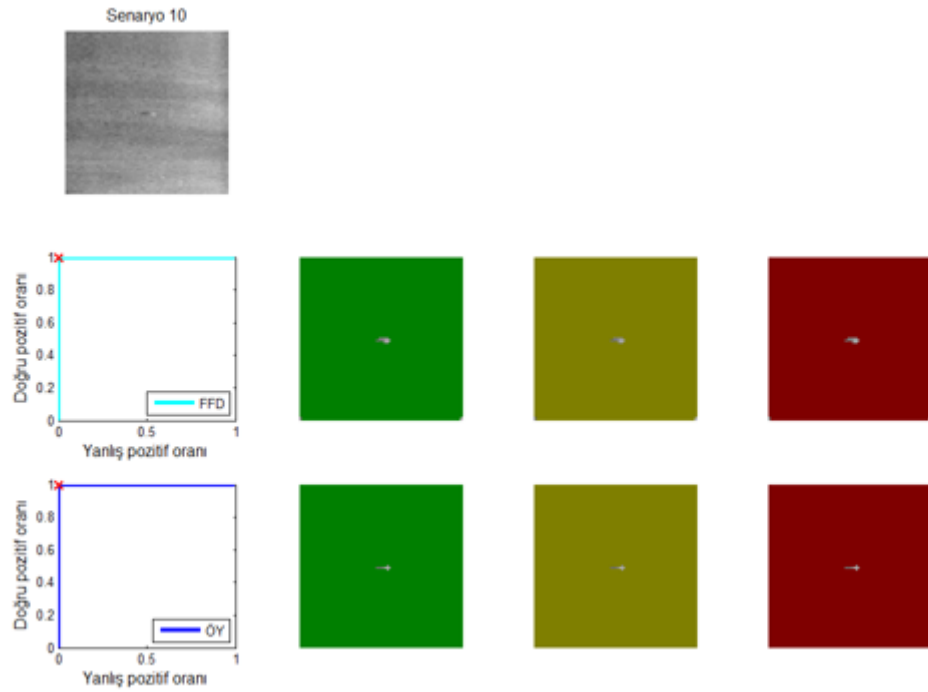 Senaryo 10
Doğru pozitif oranı
1
0.8
0.6
0.4
0.2
0
FFD
0 0.5 1
Yanlış pozitif oranı
Doğru pozitif oranı
1
0.8
0.6
0.4
0.2
0
ÖY
0 0.5 1
Yanlış pozitif oranı